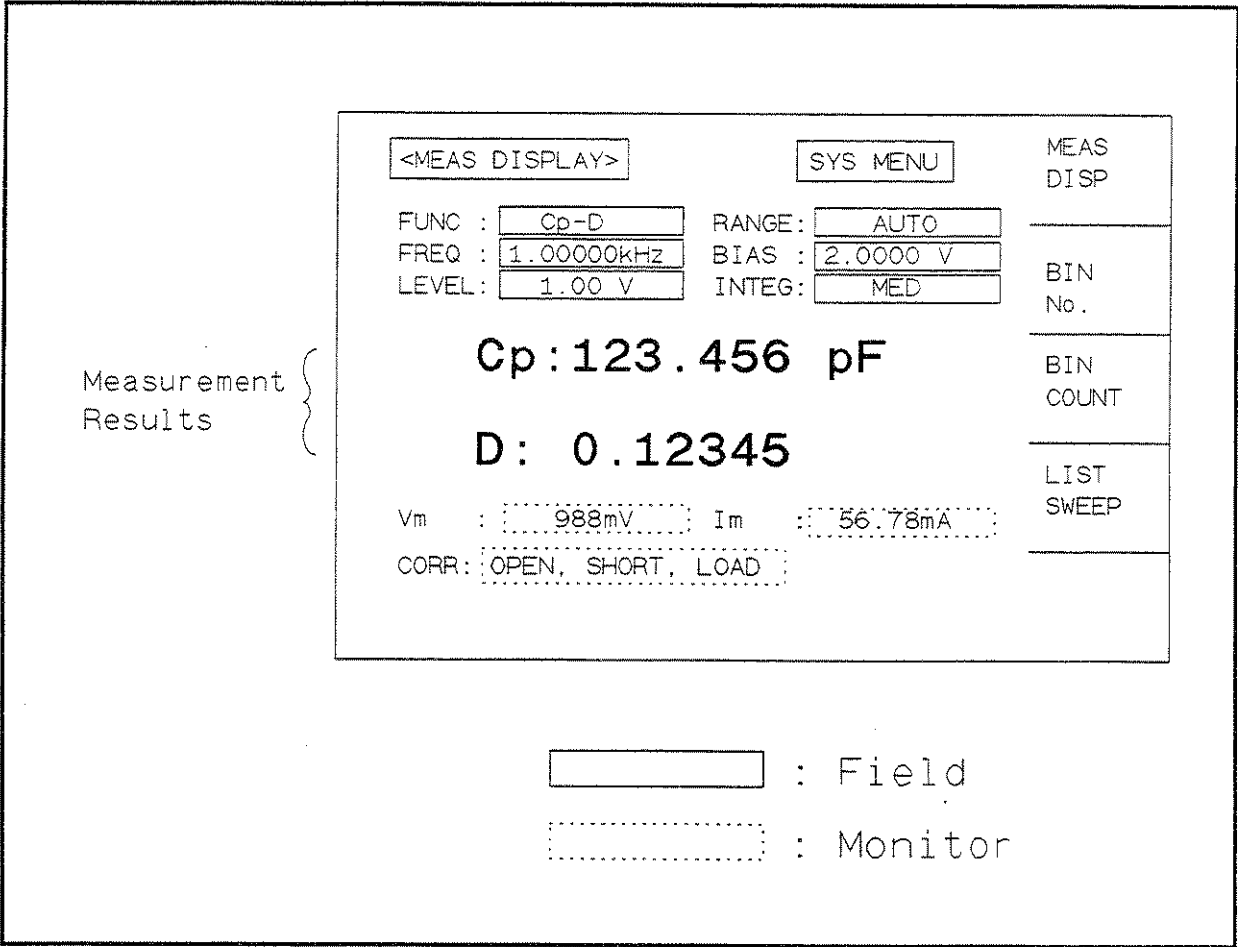 <MEAS DISPLAY> SYS MENU
FUNC : Cp-D RANGE: AUTO
FREQ : 1.00000kHz BIAS : 2.0000 V
LEVEL: 1.00 V INTEG: MED
Measurement
Results
Cp:123.456 pF
D: 0.12345
Vm : 988mV Im : 56.78mA
CORR: OPEN, SHORT, LOAD
MEAS
DISP
BIN
No.
BIN
COUNT
LIST
SWEEP
: Field
: Monitor